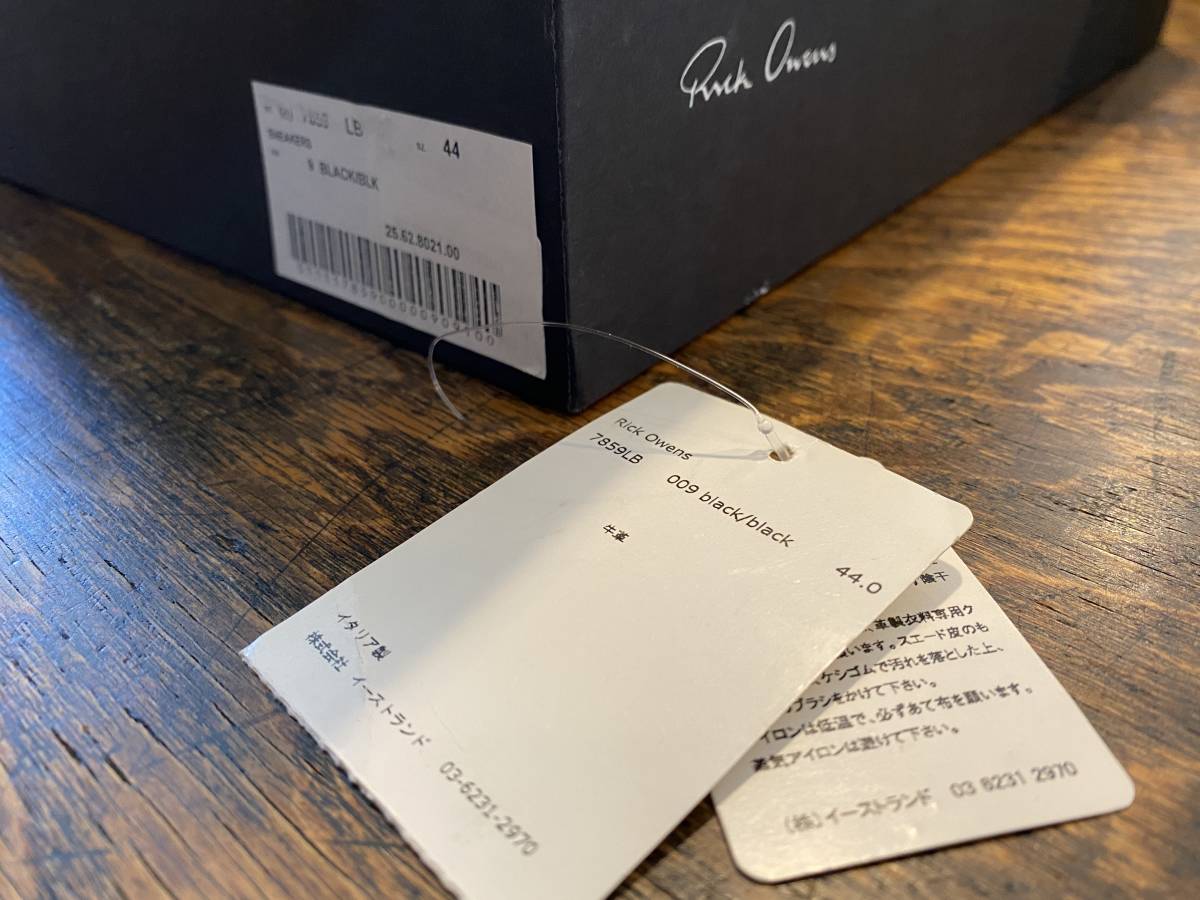 Rick Owens
LB
SZ. 44
SNEAKERS
9 BLACK/BLK
25.62.8021.00
Rick Owens
7859LB 009 black/black 44.0
牛革
イタリア製
株式会社 イーストランド 03-6231-2970
陰干
革製衣料専用ク
います。スエード皮のも
ケシゴムで汚れを落とした上、
ブラシをかけて下さい。
イロンは低温で、必ずあて布を願います。
蒸気アイロンは避けて下さい。
(株)イーストランド 03 6231 2970